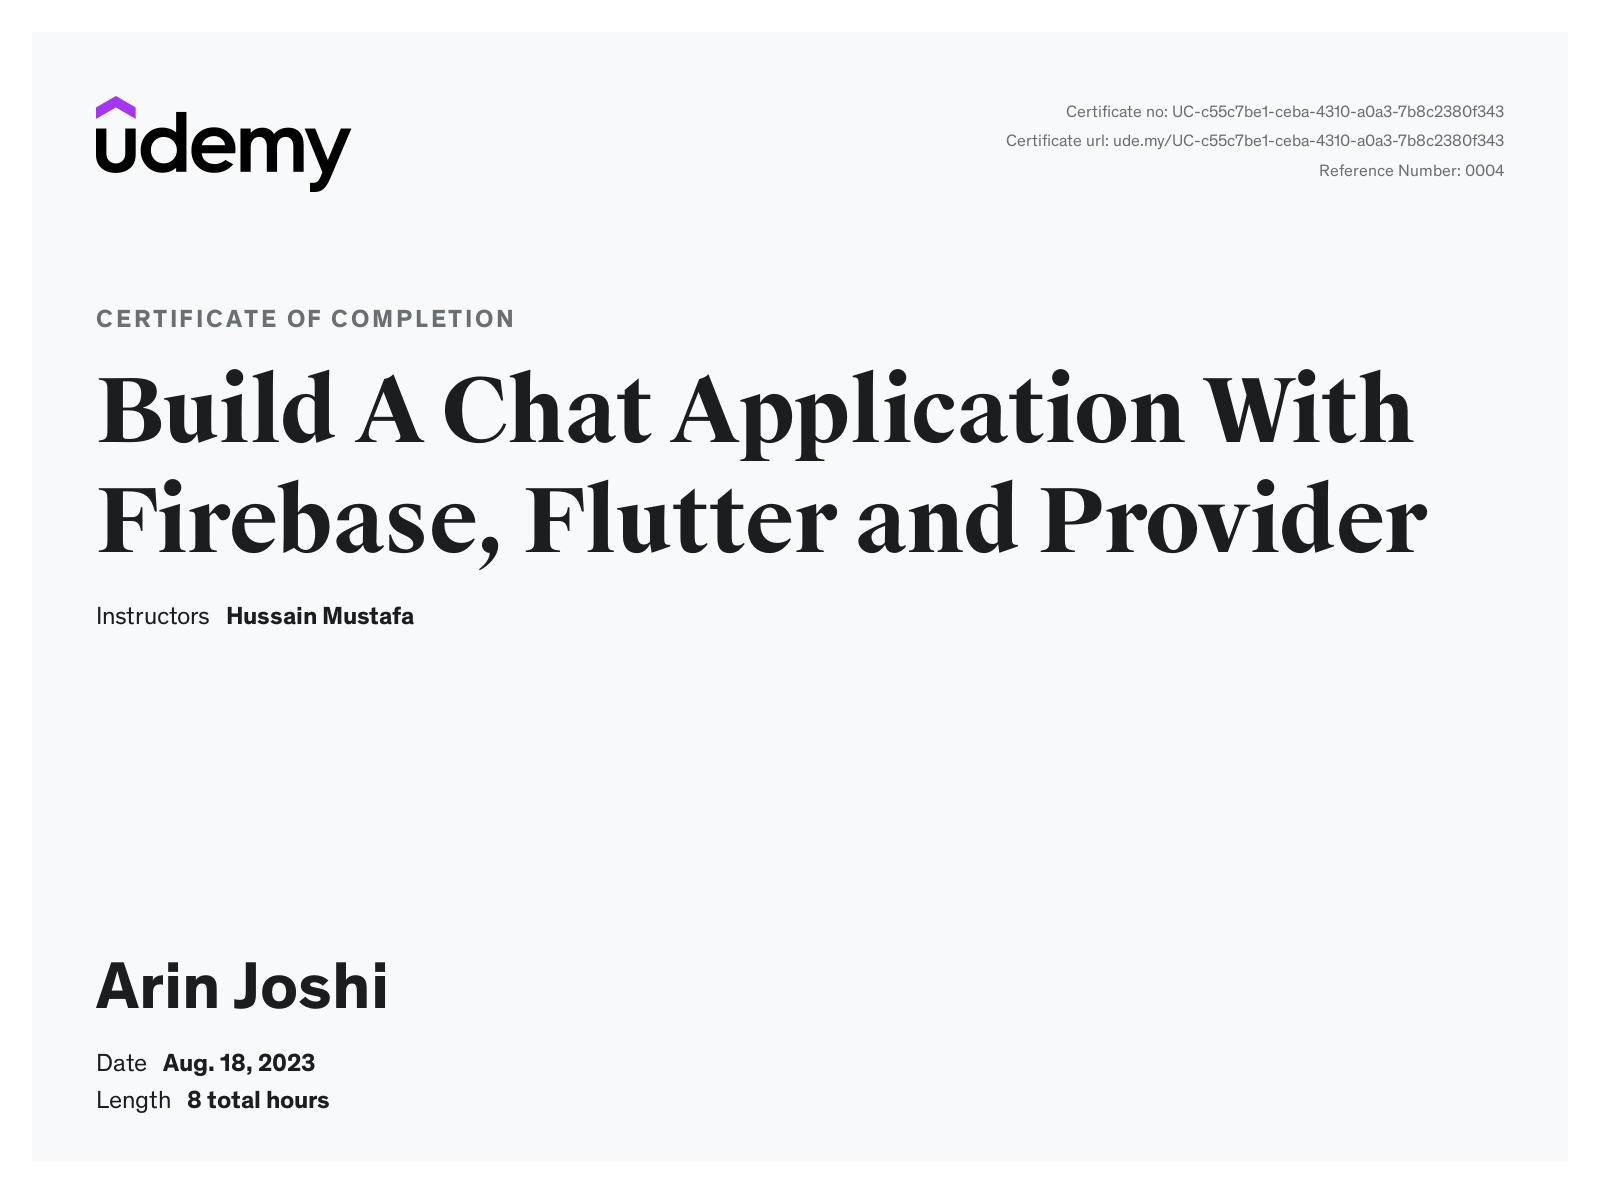 udemy
Certificate no: UC-c55c7be1-ceba-4310-a0a3-7b8c2380f343
Certificate url: ude.my/UC-c55c7be1-ceba-4310-a0a3-7b8c2380f343
Reference Number: 0004
CERTIFICATE OF COMPLETION
Build A Chat Application With
Firebase, Flutter and Provider
Instructors Hussain Mustafa
Arin Joshi
Date Aug. 18, 2023
Length 8 total hours